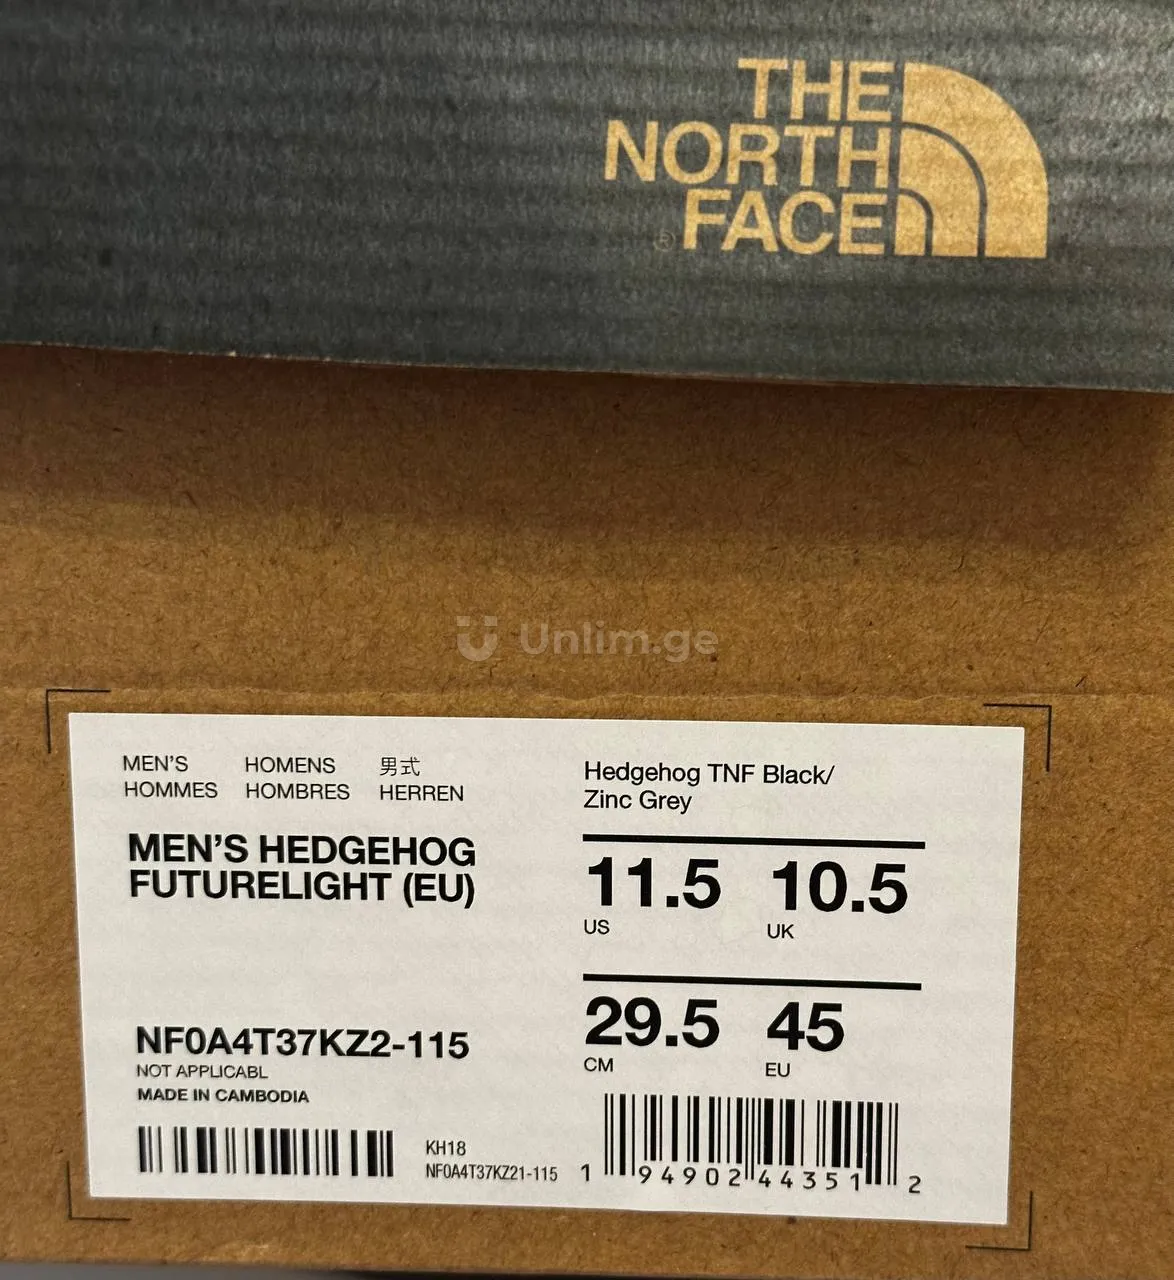 THE
NORTH
FACE
®
Unlim.ge
MEN'S HOMENS 男式
HOMMES HOMBRES HERREN
MEN'S HEDGEHOG
FUTURELIGHT (EU)
NF0A4T37KZ2-115
NOT APPLICABL
MADE IN CAMBODIA
KH18
NF0A4T37KZ21-115
Hedgehog TNF Black/
Zinc Grey
11.5 10.5
US UK
29.5 45
CM EU
1 94902 44351 2